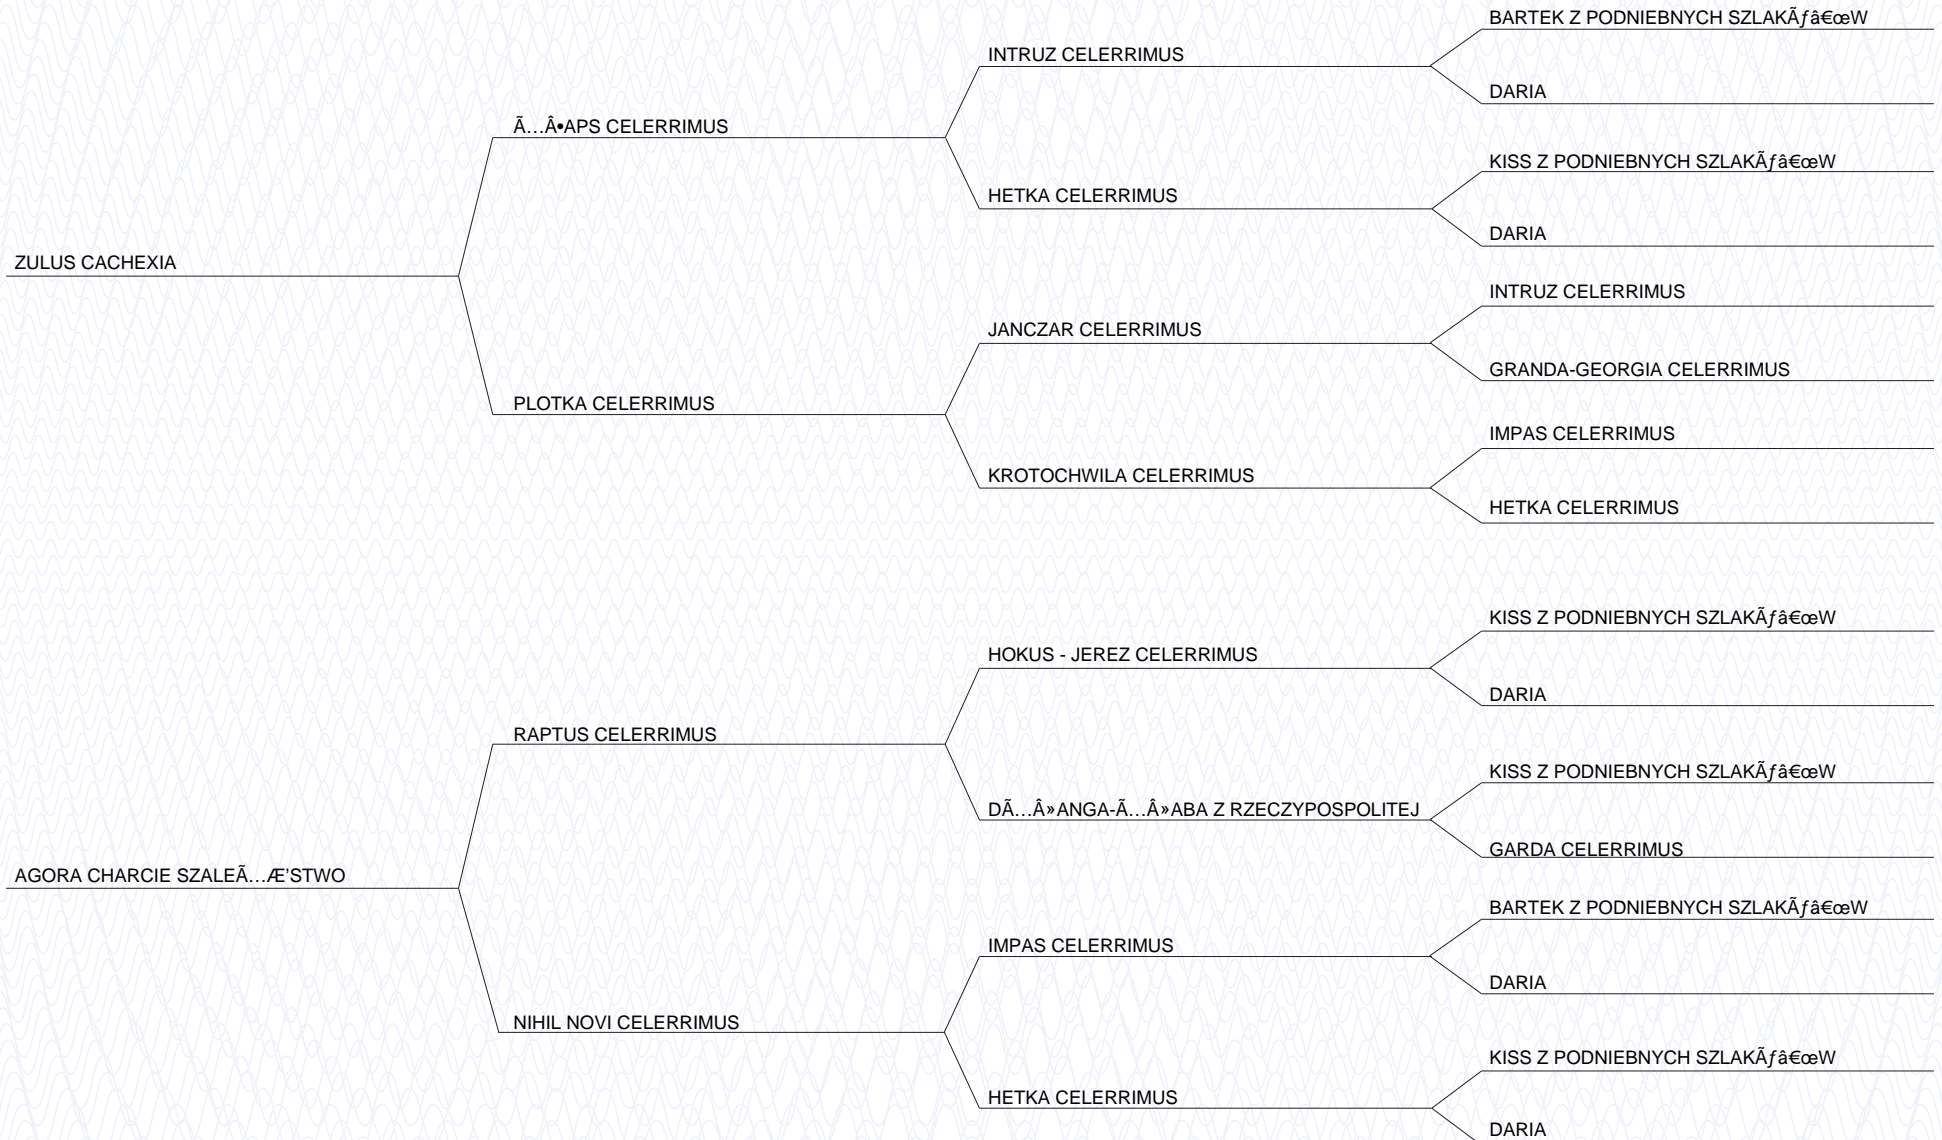 BARTEK Z PODNIEBNYCH SZLAKÃƒâ€œW
INTRUZ CELERRIMUS
DARIA
Ã…Â•APS CELERRIMUS
KISS Z PODNIEBNYCH SZLAKÃƒâ€œW
HETKA CELERRIMUS
DARIA
ZULUS CACHEXIA
INTRUZ CELERRIMUS
JANCZAR CELERRIMUS
GRANDA-GEORGIA CELERRIMUS
PLOTKA CELERRIMUS
IMPAS CELERRIMUS
KROTOCHWILA CELERRIMUS
HETKA CELERRIMUS
KISS Z PODNIEBNYCH SZLAKÃƒâ€œW
HOKUS - JEREZ CELERRIMUS
DARIA
RAPTUS CELERRIMUS
KISS Z PODNIEBNYCH SZLAKÃƒâ€œW
DÃ…Â»ANGA-Ã…Â»ABA Z RZECZYPOSPOLITEJ
GARDA CELERRIMUS
AGORA CHARCIE SZALEÃ…Æ'STWO
BARTEK Z PODNIEBNYCH SZLAKÃƒâ€œW
IMPAS CELERRIMUS
DARIA
NIHIL NOVI CELERRIMUS
KISS Z PODNIEBNYCH SZLAKÃƒâ€œW
HETKA CELERRIMUS
DARIA